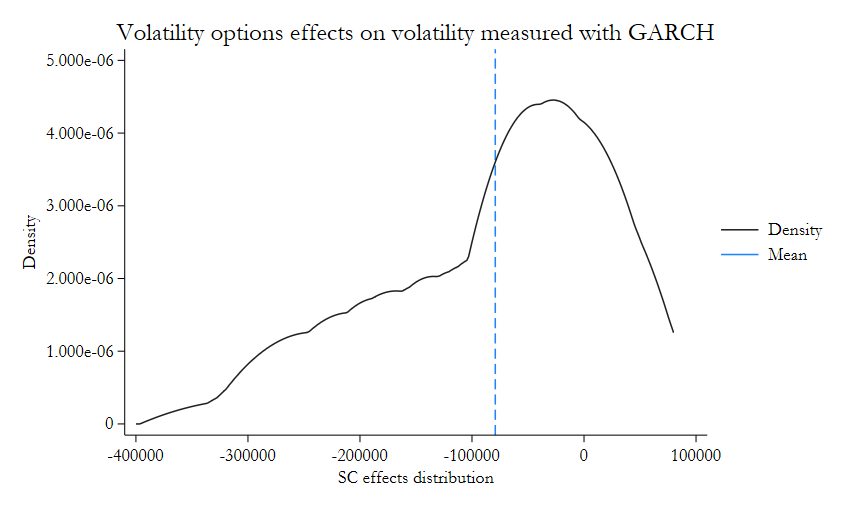 Volatility options effects on volatility measured with GARCH
5.000e-06
4.000e-06
3.000e-06
2.000e-06
1.000e-06
0
Density
-400000
-300000
-200000
-100000
0
100000
SC effects distribution
Density
Mean